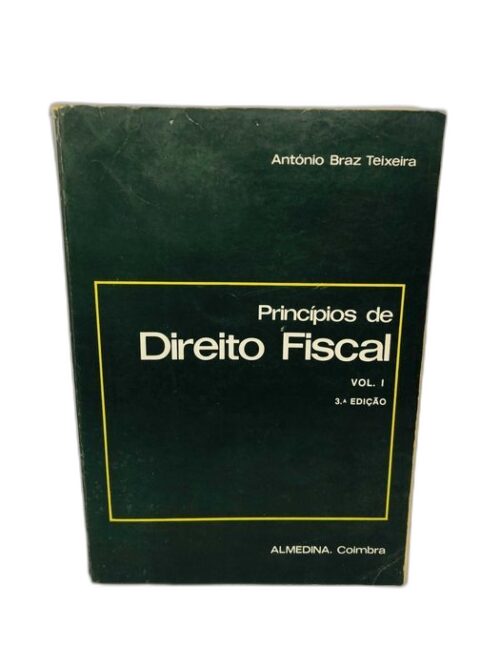 António Braz Teixeira
Princípios de
Direito Fiscal
VOL. I
3.ᴬ EDIÇÃO
ALMEDINA. Coimbra